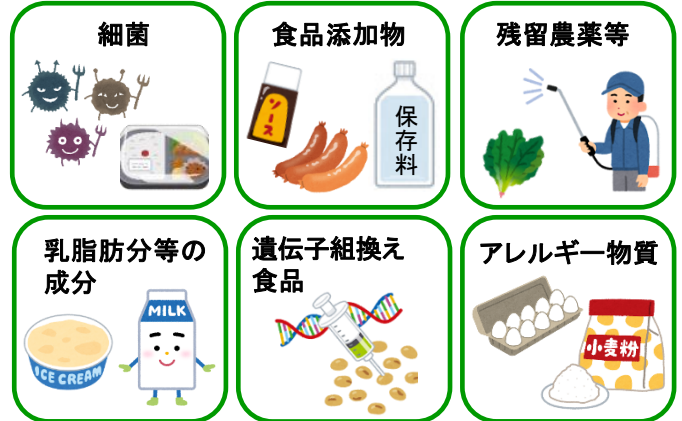 細菌
食品添加物
ソース
保存料
残留農薬等
乳脂肪分等の
成分
ICE CREAM
MILK
遺伝子組換え
食品
アレルギー物質
小麦粉